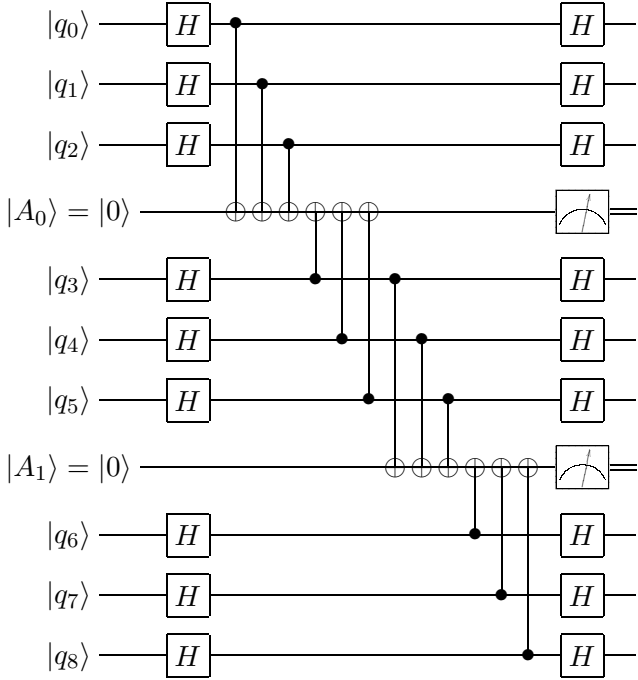 |q₀⟩ H H
|q₁⟩ H H
|q₂⟩ H H
|A₀⟩ = |0⟩
|q₃⟩ H H
|q₄⟩ H H
|q₅⟩ H H
|A₁⟩ = |0⟩
|q₆⟩ H H
|q₇⟩ H H
|q₈⟩ H H